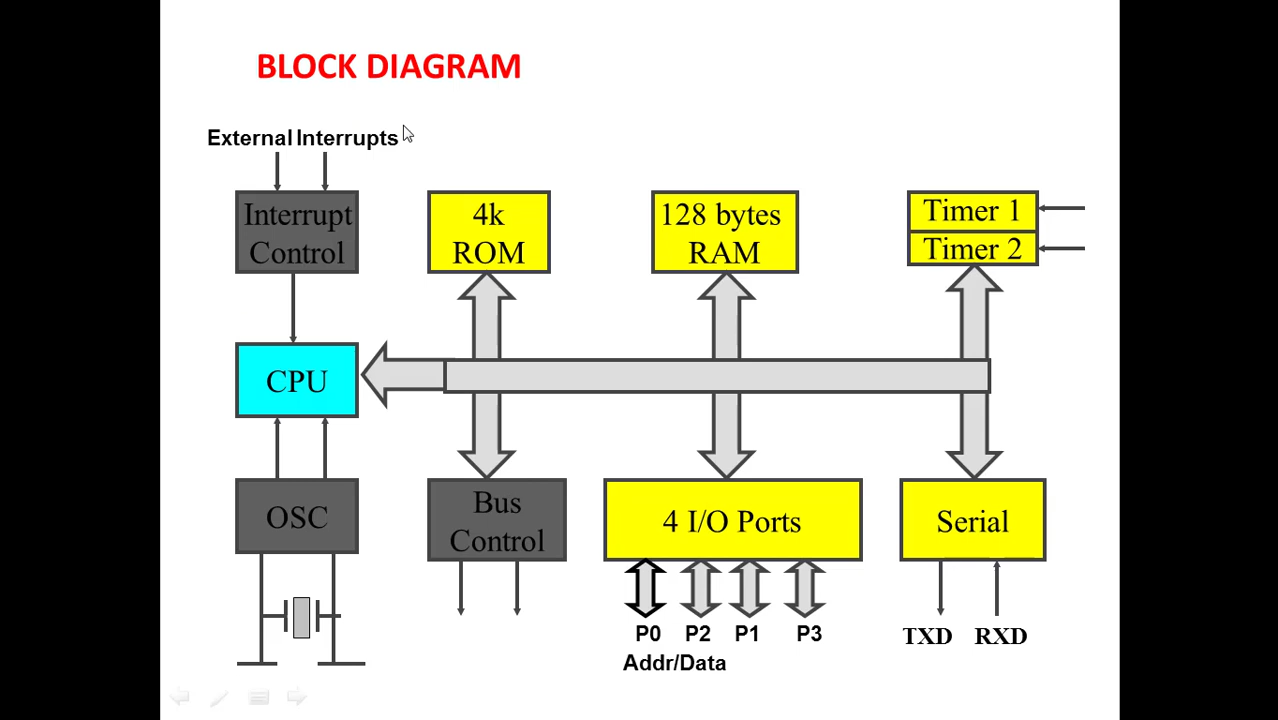 BLOCK DIAGRAM
External Interrupts
Interrupt
Control
4k
ROM
128 bytes
RAM
Timer 1
Timer 2
CPU
OSC
Bus
Control
4 I/O Ports
Serial
P0 P2 P1 P3
TXD RXD
Addr/Data